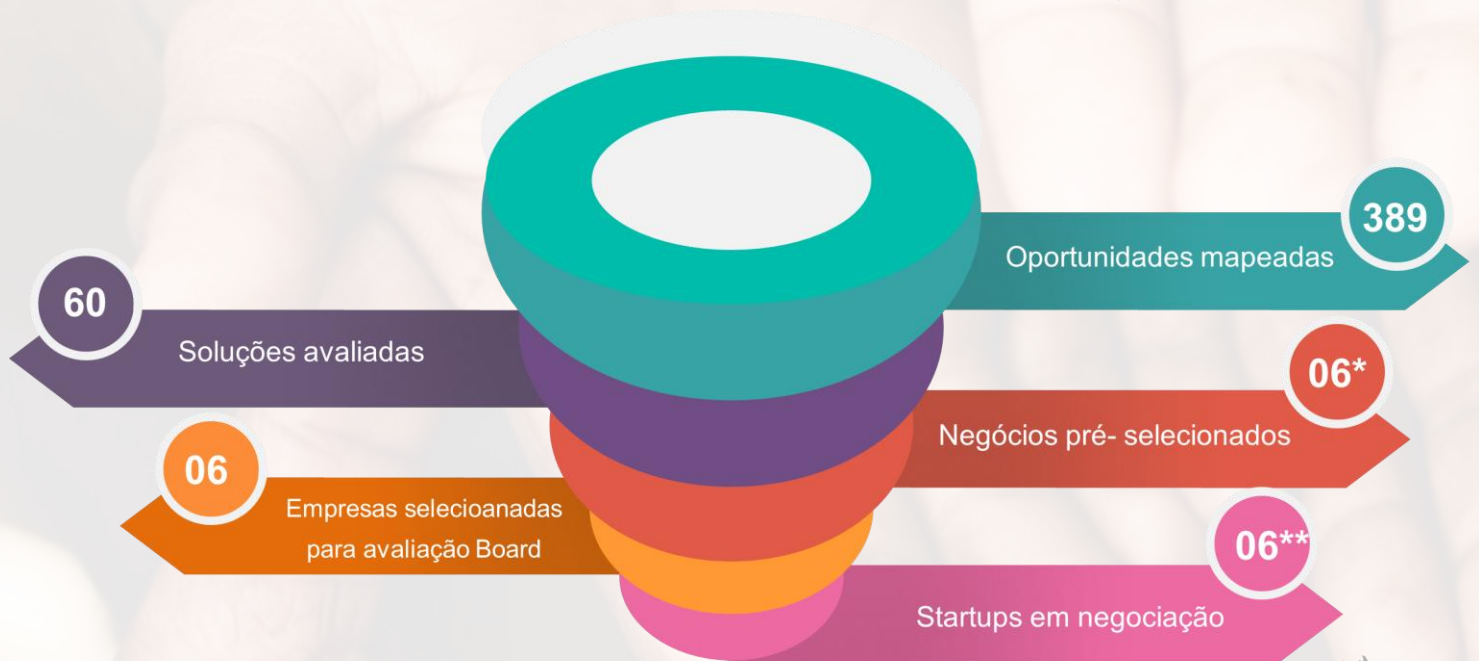 389
Oportunidades mapeadas
60
Soluções avaliadas
06*
Negócios pré- selecionados
06
Empresas selecioanadas
para avaliação Board
06**
Startups em negociação